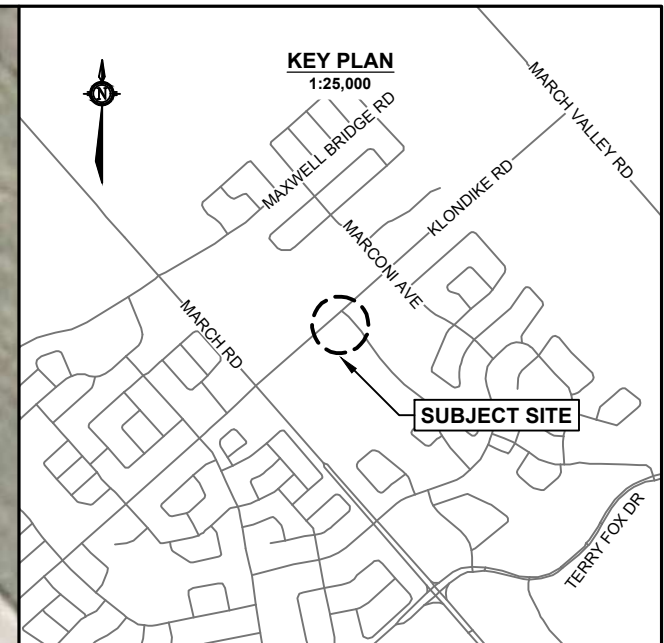 KEY PLAN
1:25,000
N
MARCH VALLEY RD
MAXWELL BRIDGE RD
KLONDIKE RD
MARCONI AVE
MARCH RD
SUBJECT SITE
TERRY FOX DR